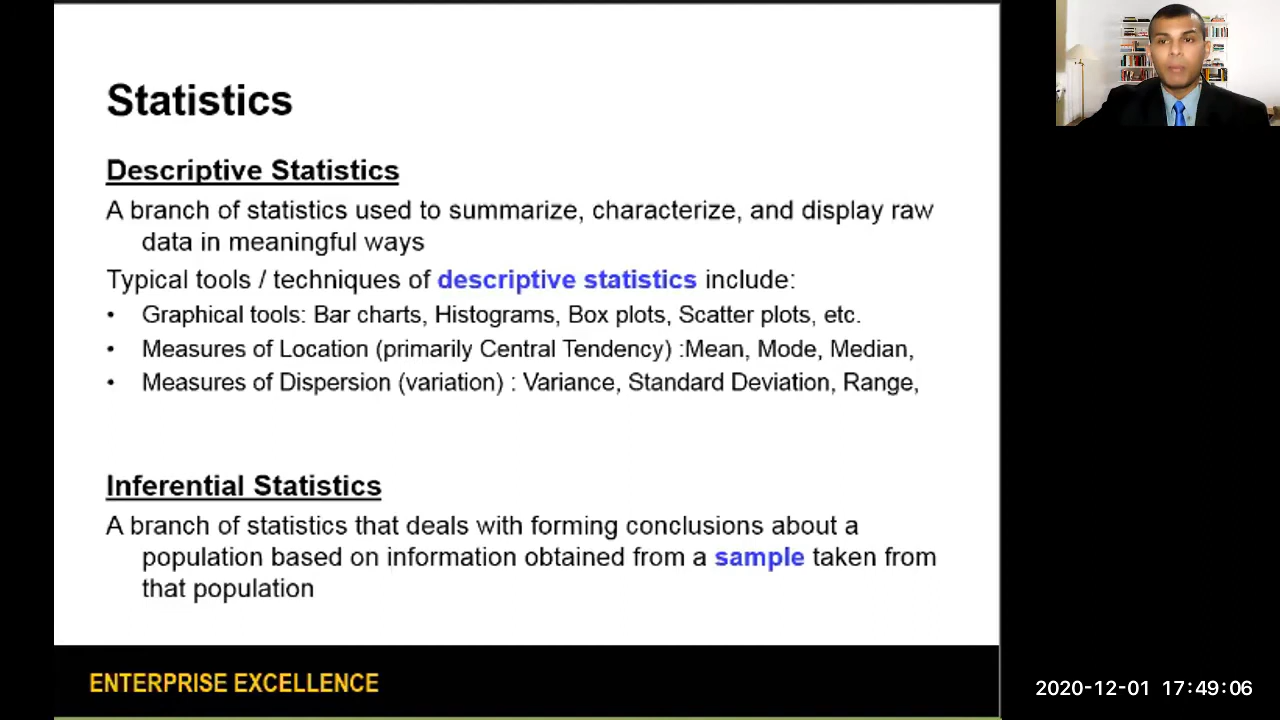 Statistics
Descriptive Statistics
A branch of statistics used to summarize, characterize, and display raw
data in meaningful ways
Typical tools / techniques of descriptive statistics include:
• Graphical tools: Bar charts, Histograms, Box plots, Scatter plots, etc.
• Measures of Location (primarily Central Tendency) :Mean, Mode, Median,
• Measures of Dispersion (variation) : Variance, Standard Deviation, Range,
Inferential Statistics
A branch of statistics that deals with forming conclusions about a
population based on information obtained from a sample taken from
that population
ENTERPRISE EXCELLENCE
2020-12-01 17:49:06